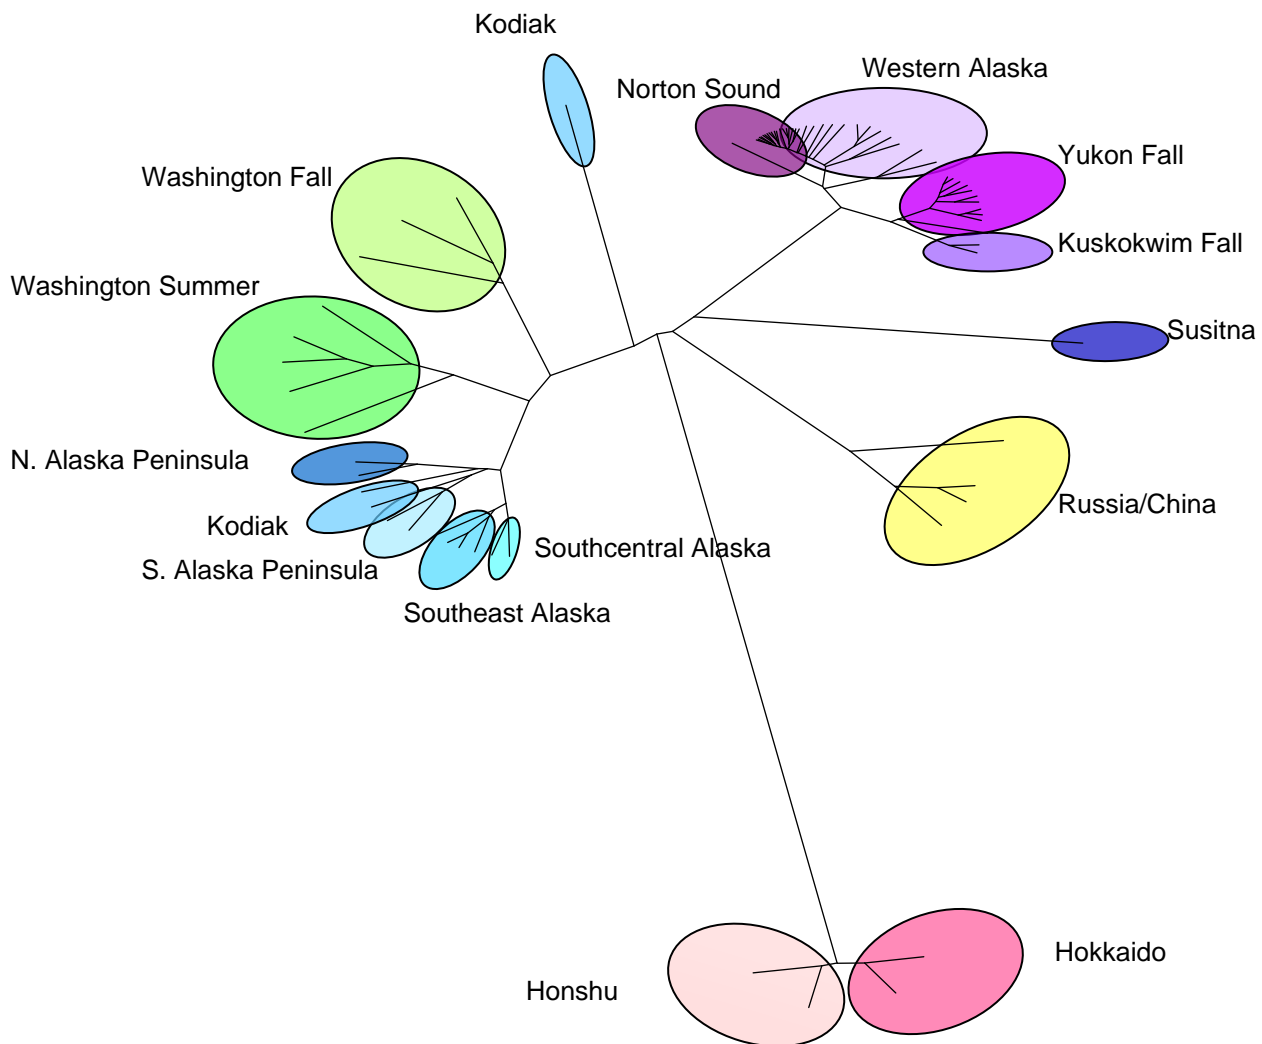 Kodiak
Western Alaska
Norton Sound
Yukon Fall
Washington Fall
Kuskokwim Fall
Washington Summer
Susitna
N. Alaska Peninsula
Russia/China
Kodiak
Southcentral Alaska
S. Alaska Peninsula
Southeast Alaska
Hokkaido
Honshu